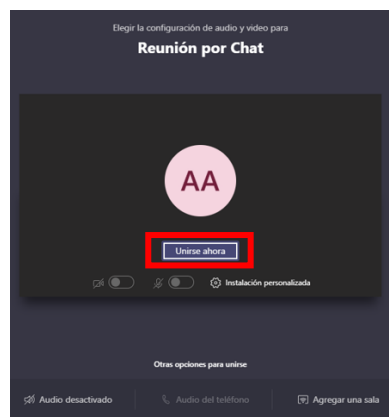 Elegir la configuración de audio y video para
Reunión por Chat
AA
Unirse ahora
Instalación personalizada
Otras opciones para unirse
Audio desactivado
Audio del teléfono
Agregar una sala